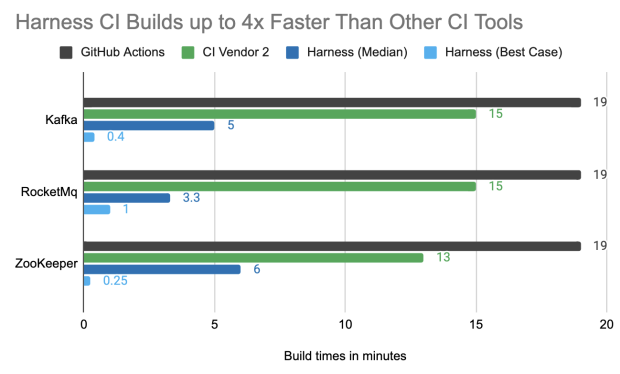 Harness CI Builds up to 4x Faster Than Other CI Tools
GitHub Actions CI Vendor 2 Harness (Median) Harness (Best Case)
19
Kafka 15
5
0.4
19
RocketMq 15
3.3
1
19
ZooKeeper 13
6
0.25
0 5 10 15 20
Build times in minutes